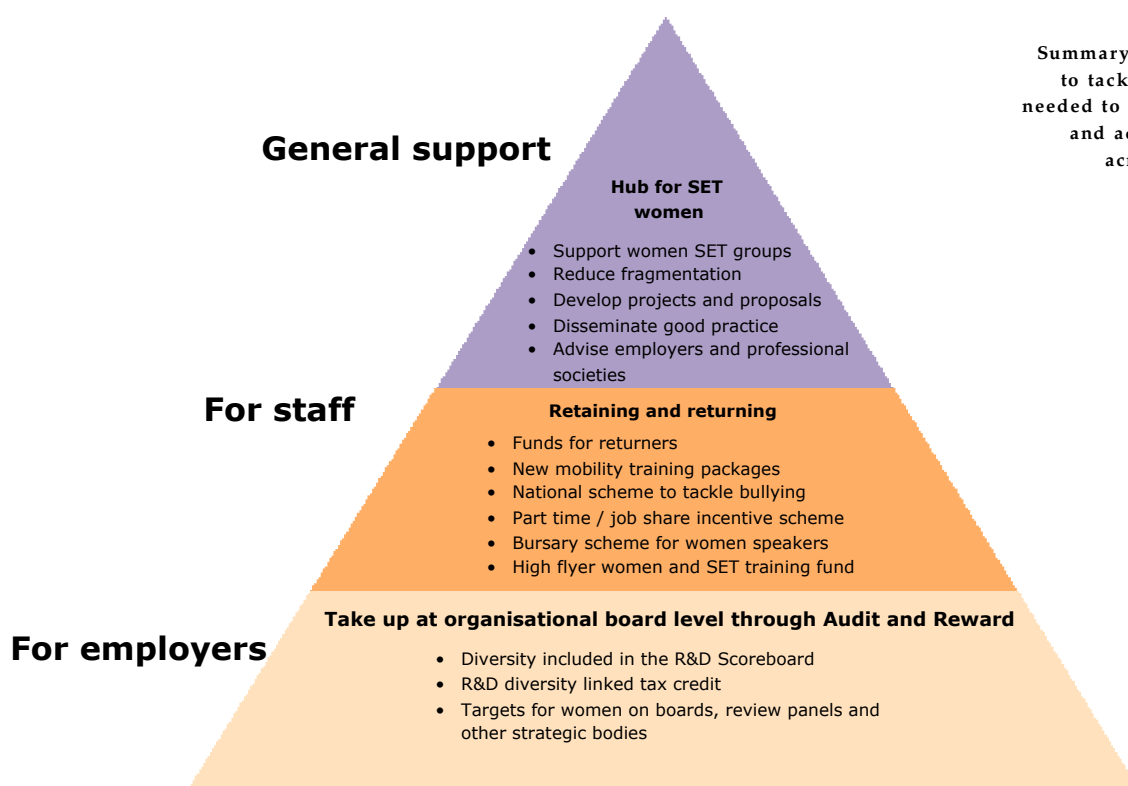 Summary
to tack
needed to
and a
acr
General support
Hub for SET
women
• Support women SET groups
• Reduce fragmentation
• Develop projects and proposals
• Disseminate good practice
• Advise employers and professional
societies
For staff
Retaining and returning
• Funds for returners
• New mobility training packages
• National scheme to tackle bullying
• Part time / job share incentive scheme
• Bursary scheme for women speakers
• High flyer women and SET training fund
For employers
Take up at organisational board level through Audit and Reward
• Diversity included in the R&D Scoreboard
• R&D diversity linked tax credit
• Targets for women on boards, review panels and
other strategic bodies